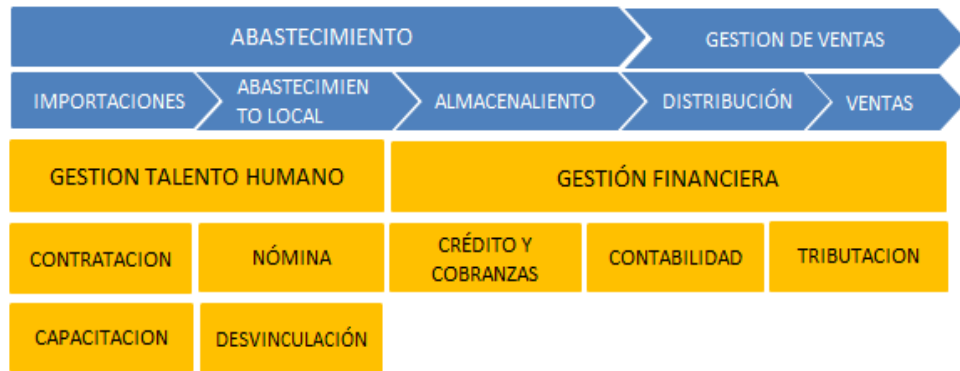 ABASTECIMIENTO
GESTION DE VENTAS
IMPORTACIONES
ABASTECIMIEN
TO LOCAL
ALMACENALIENTO
DISTRIBUCIÓN
VENTAS
GESTION TALENTO HUMANO
GESTIÓN FINANCIERA
CONTRATACION
NÓMINA
CRÉDITO Y
COBRANZAS
CONTABILIDAD
TRIBUTACION
CAPACITACION
DESVINCULACIÓN